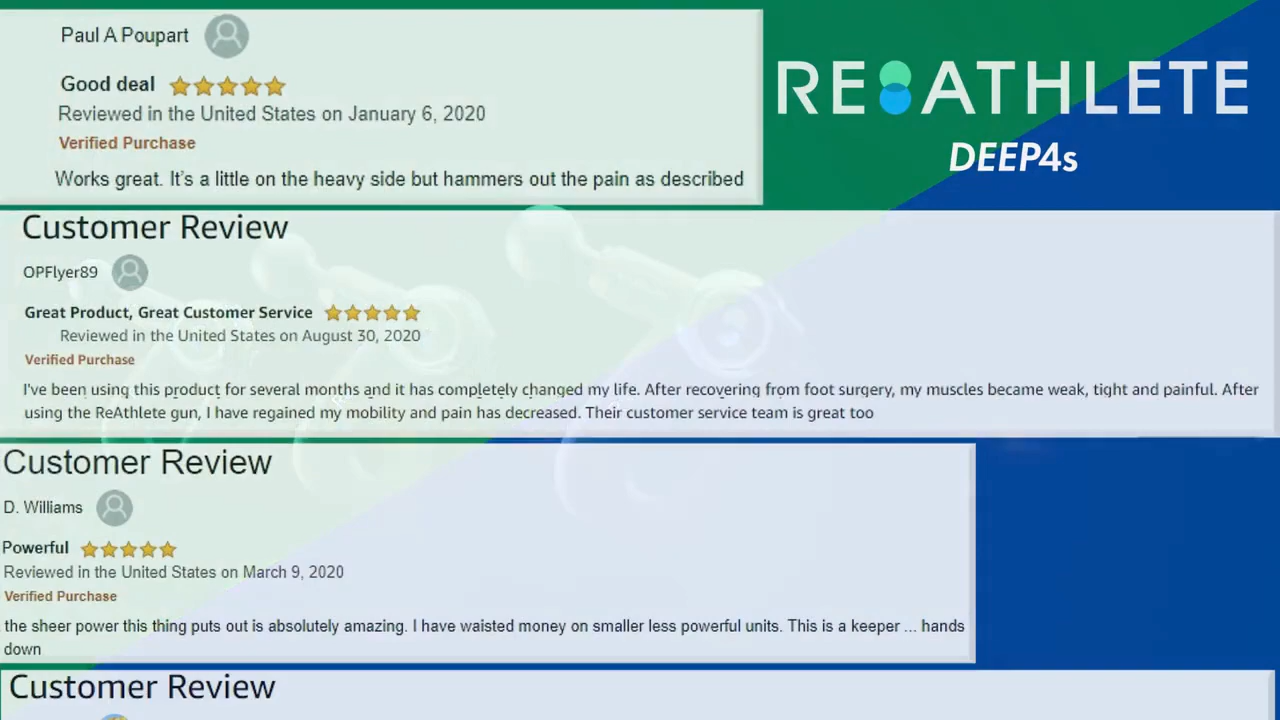 Paul A Poupart
Good deal
Reviewed in the United States on January 6, 2020
Verified Purchase
Works great. It's a little on the heavy side but hammers out the pain as described
RE ATHLETE
DEEP4s
Customer Review
OPFlyer89
Great Product, Great Customer Service
Reviewed in the United States on August 30, 2020
Verified Purchase
I've been using this product for several months and it has completely changed my life. After recovering from foot surgery, my muscles became weak, tight and painful. After
using the ReAthlete gun, I have regained my mobility and pain has decreased. Their customer service team is great too
Customer Review
D. Williams
Powerful
Reviewed in the United States on March 9, 2020
Verified Purchase
the sheer power this thing puts out is absolutely amazing. I have waisted money on smaller less powerful units. This is a keeper ... hands
down
Customer Review